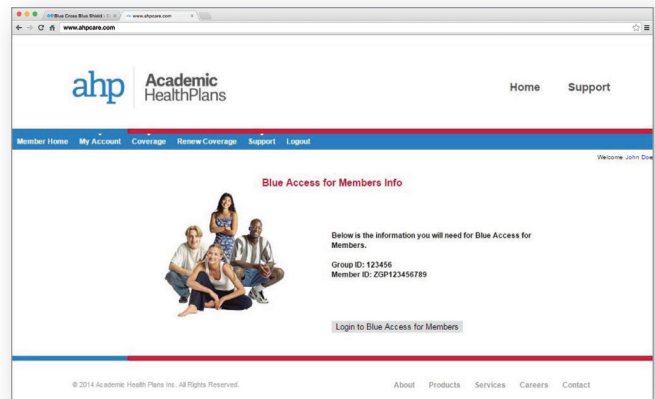 Blue Cross Blue Shield
www.ahpcare.com
www.ahpcare.com
ahp
Academic
HealthPlans
Home Support
Member Home My Account Coverage Renew Coverage Support Logout
Welcome John Doe
Blue Access for Members Info
Below is the information you will need for Blue Access for
Members.
Group ID: 123456
Member ID: ZGP123456789
Login to Blue Access for Members
© 2014 Academic Health Plans Inc. All Rights Reserved.
About Products Services Careers Contact